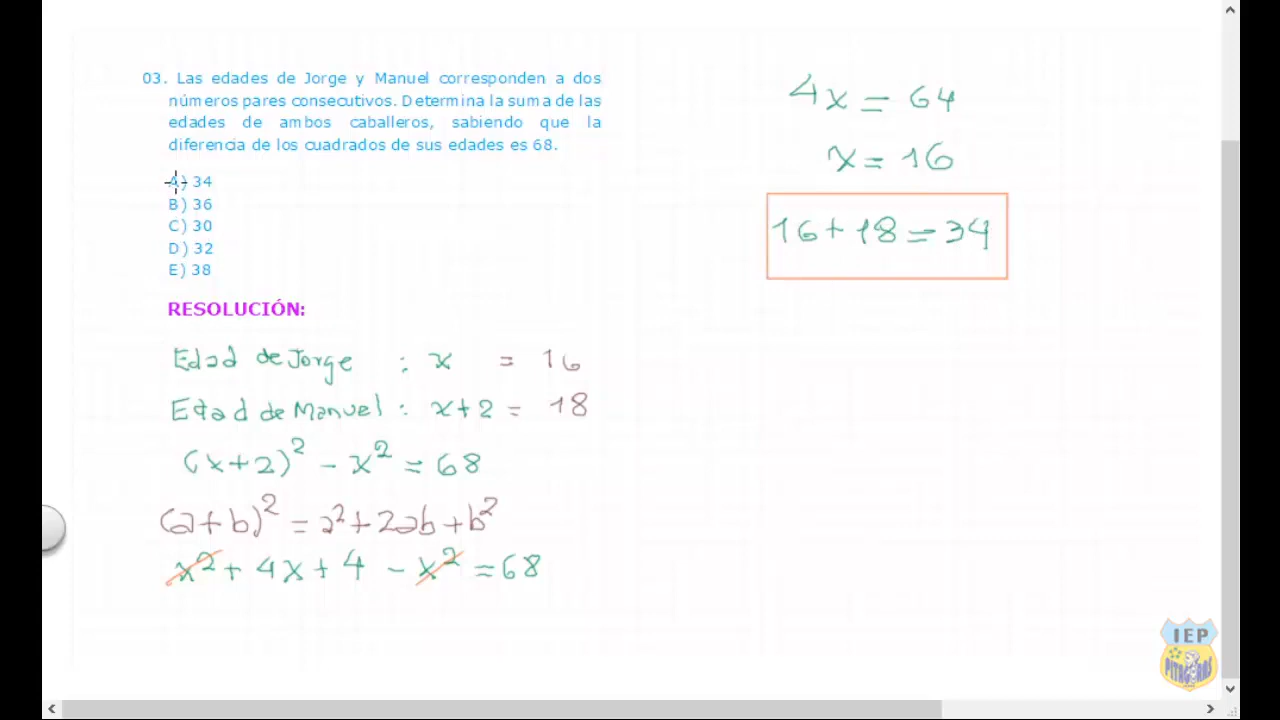 03. Las edades de Jorge y Manuel corresponden a dos
números pares consecutivos. Determina la suma de las
edades de ambos caballeros, sabiendo que la
diferencia de los cuadrados de sus edades es 68.
A) 34
B) 36
C) 30
D) 32
E) 38
RESOLUCIÓN:
Edad de Jorge : x = 16
Edad de Manuel : x+2 = 18
(x+2)² - x² = 68
(a+b)² = a²+2ab+b²
x² + 4x + 4 - x² = 68
4x = 64
x = 16
16+18=34
IEP
PITAGORAS